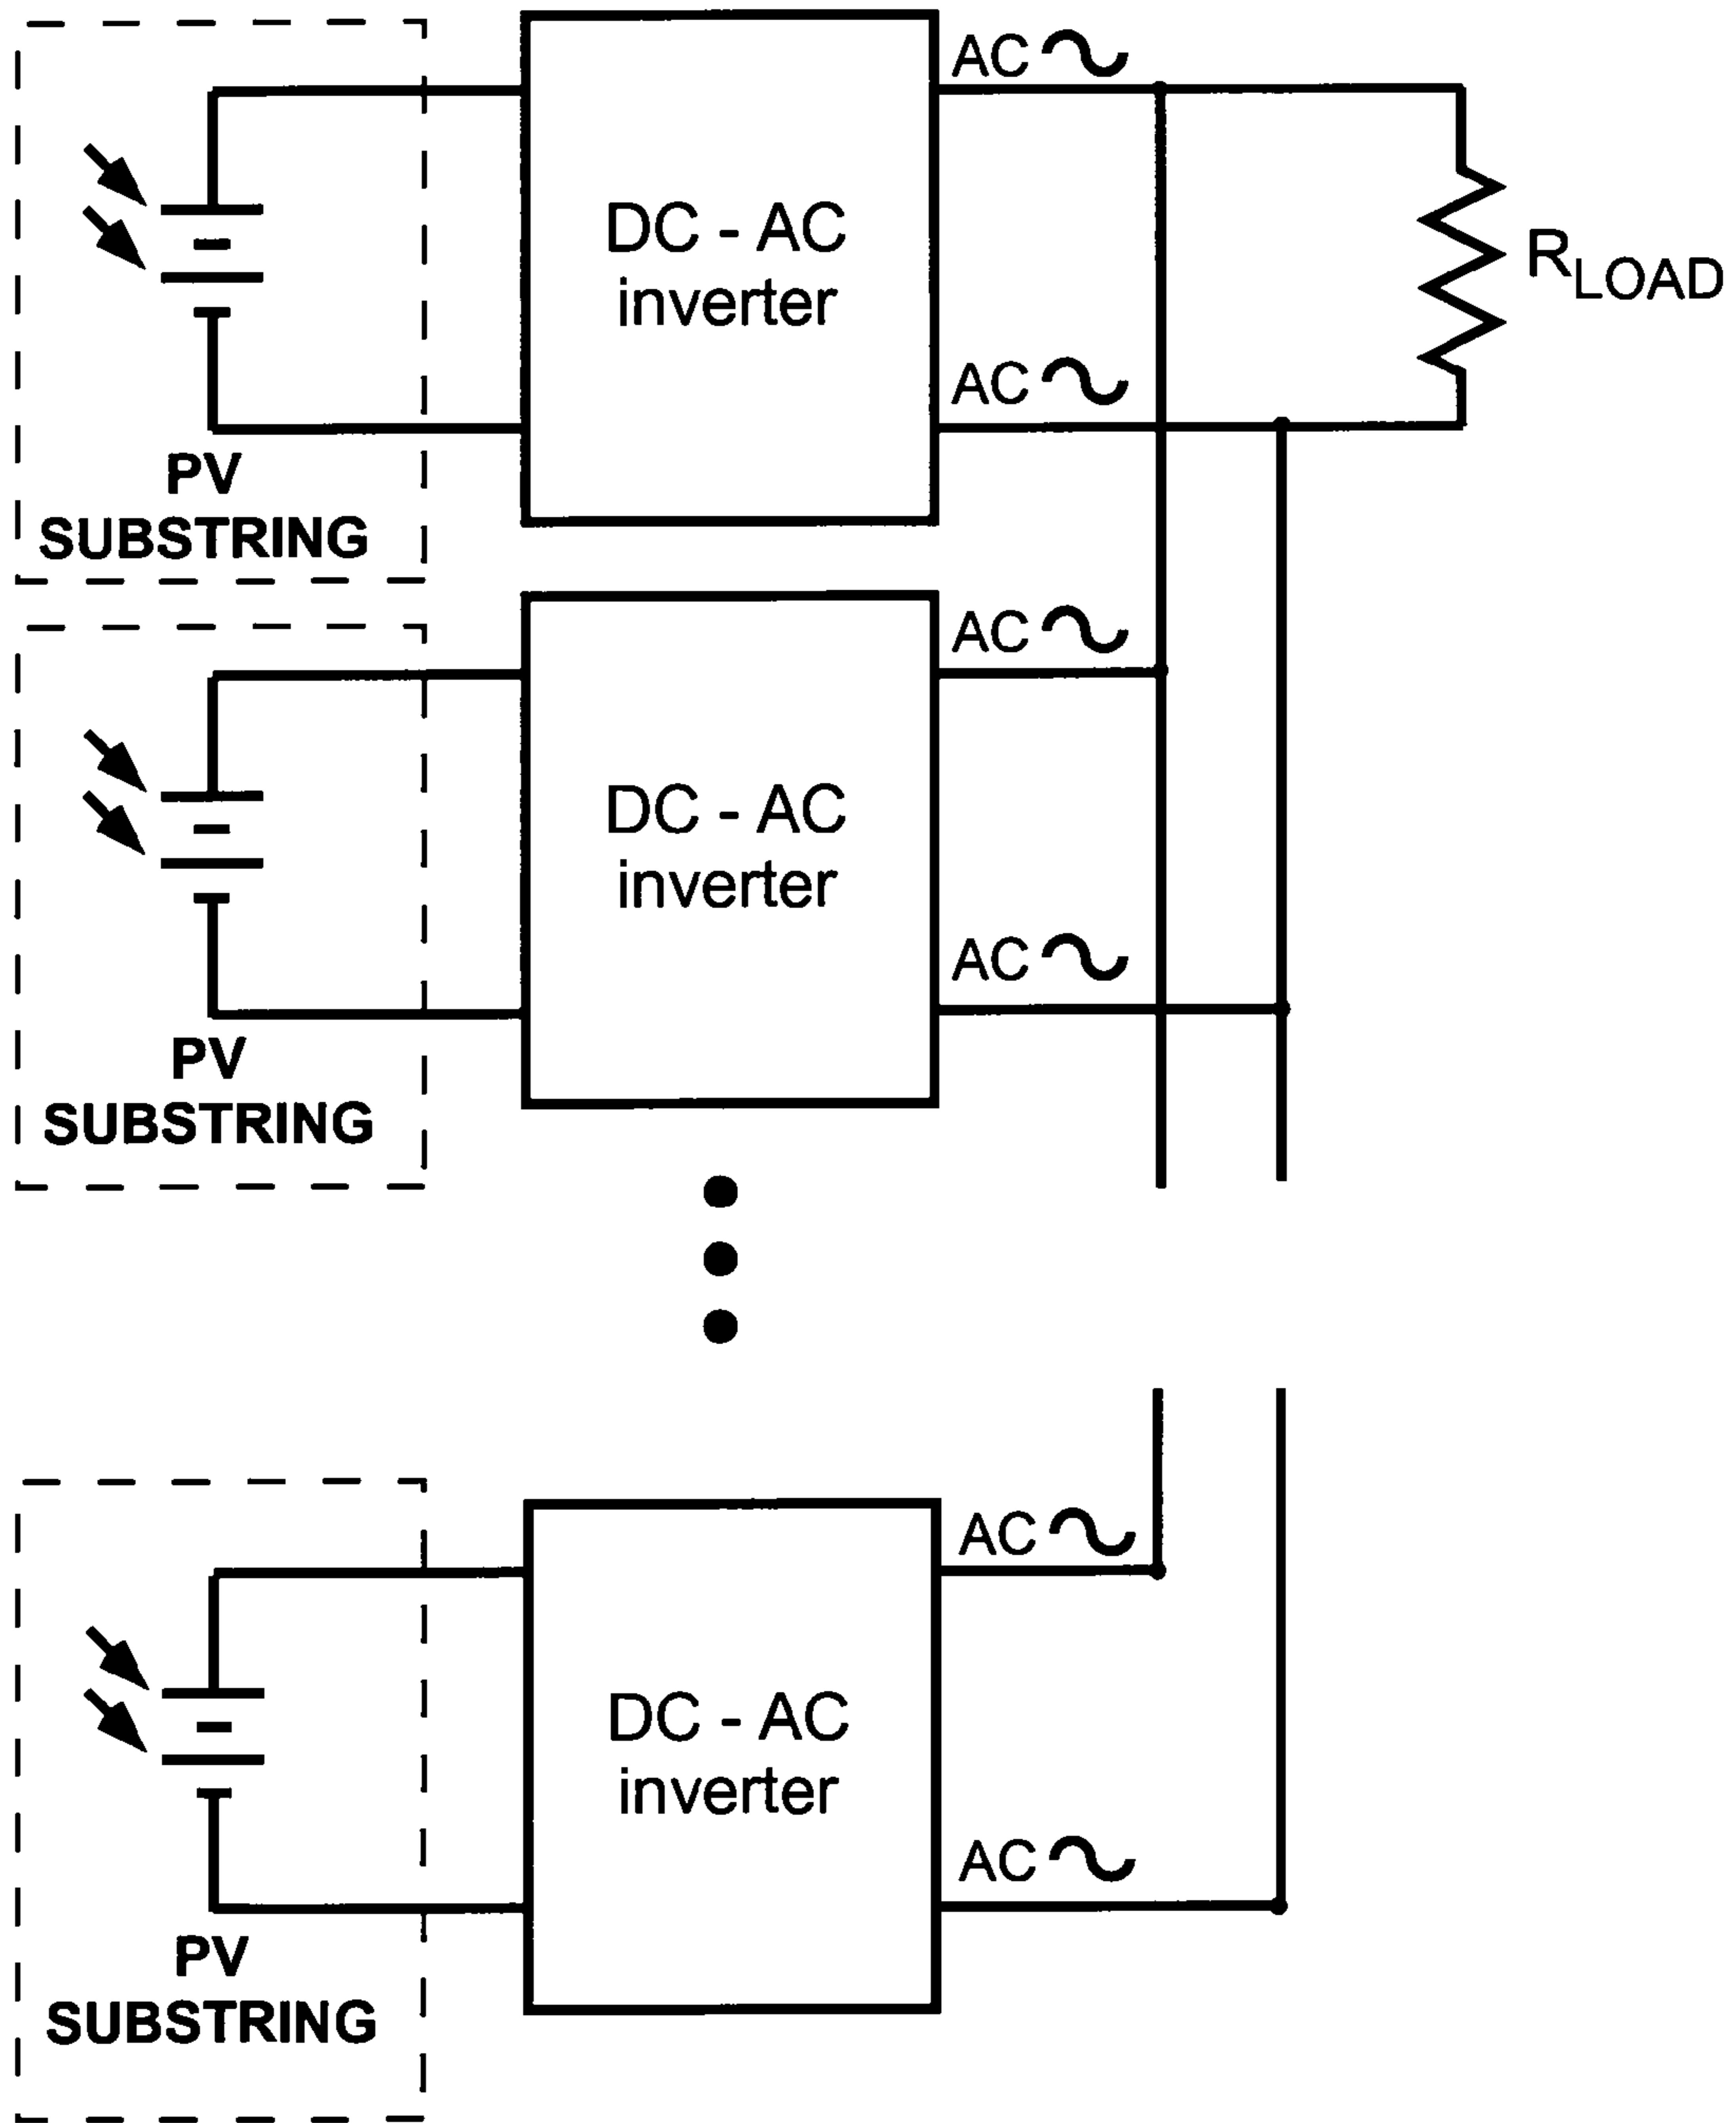 AC
DC - AC
inverter
R LOAD
AC
PV
SUBSTRING
AC
DC - AC
inverter
AC
PV
SUBSTRING
AC
DC - AC
inverter
AC
PV
SUBSTRING